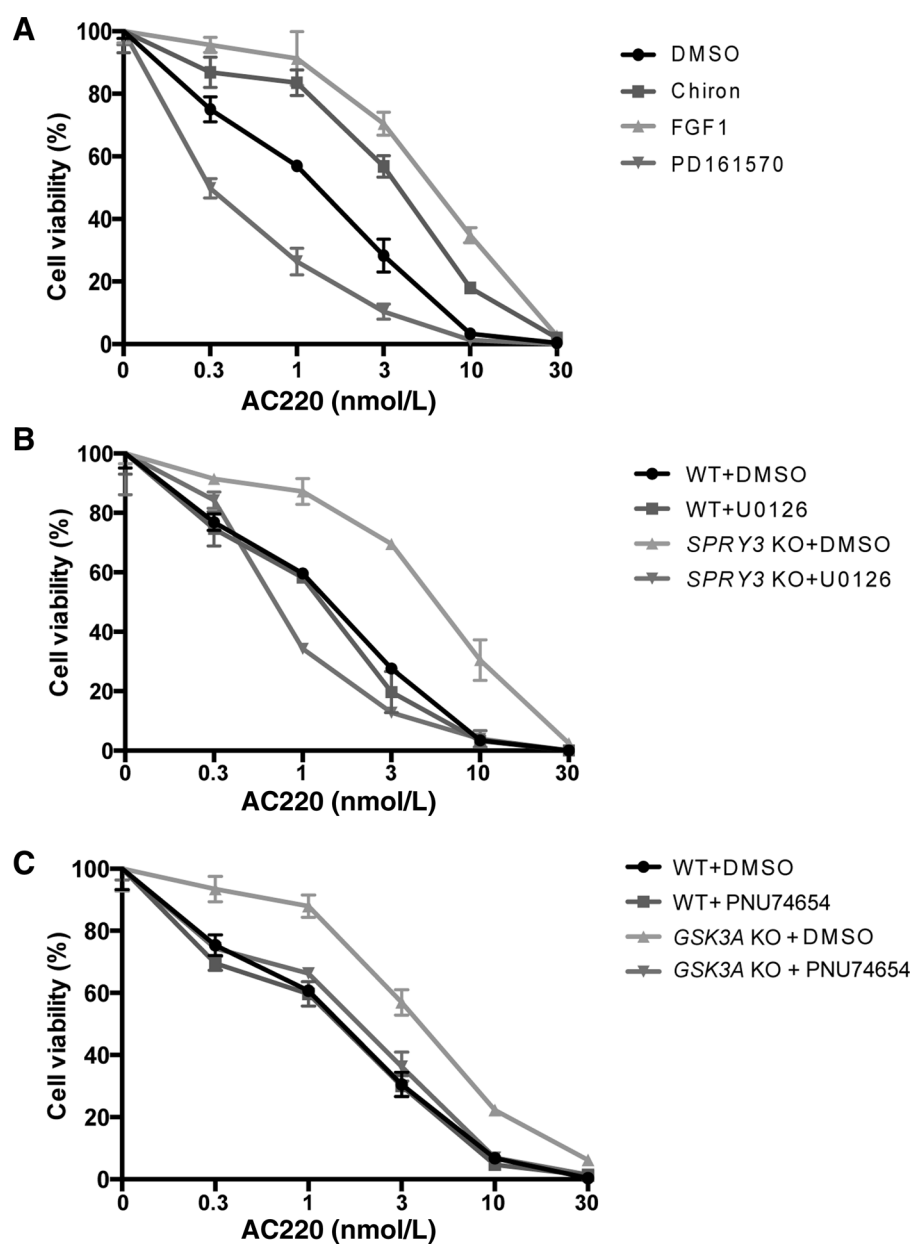 A
Cell viability (%)
100
80
60
40
20
0
0 0.3 1 3 10 30
AC220 (nmol/L)
DMSO
Chiron
FGF1
PD161570
B
Cell viability (%)
100
80
60
40
20
0
0 0.3 1 3 10 30
AC220 (nmol/L)
WT+DMSO
WT+U0126
SPRY3 KO+DMSO
SPRY3 KO+U0126
C
Cell viability (%)
100
80
60
40
20
0
0 0.3 1 3 10 30
AC220 (nmol/L)
WT+DMSO
WT+PNU74654
GSK3A KO+DMSO
GSK3A KO + PNU74654